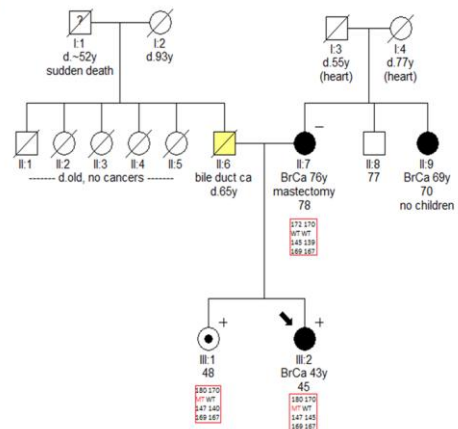 ?
I:1
d.~52y
sudden death
I:2
d.93y
I:3
d.55y
(heart)
I:4
d.77y
(heart)
II:1
II:2
II:3
II:4
II:5
------- d.old, no cancers -------
II:6
bile duct ca
d.65y
−
II:7
BrCa 76y
mastectomy
78
172 170
WT WT
145 139
169 167
II:8
77
II:9
BrCa 69y
70
no children
+
III:1
48
180 170
MT WT
147 140
169 167
+
III:2
BrCa 43y
45
180 170
MT WT
147 145
169 167